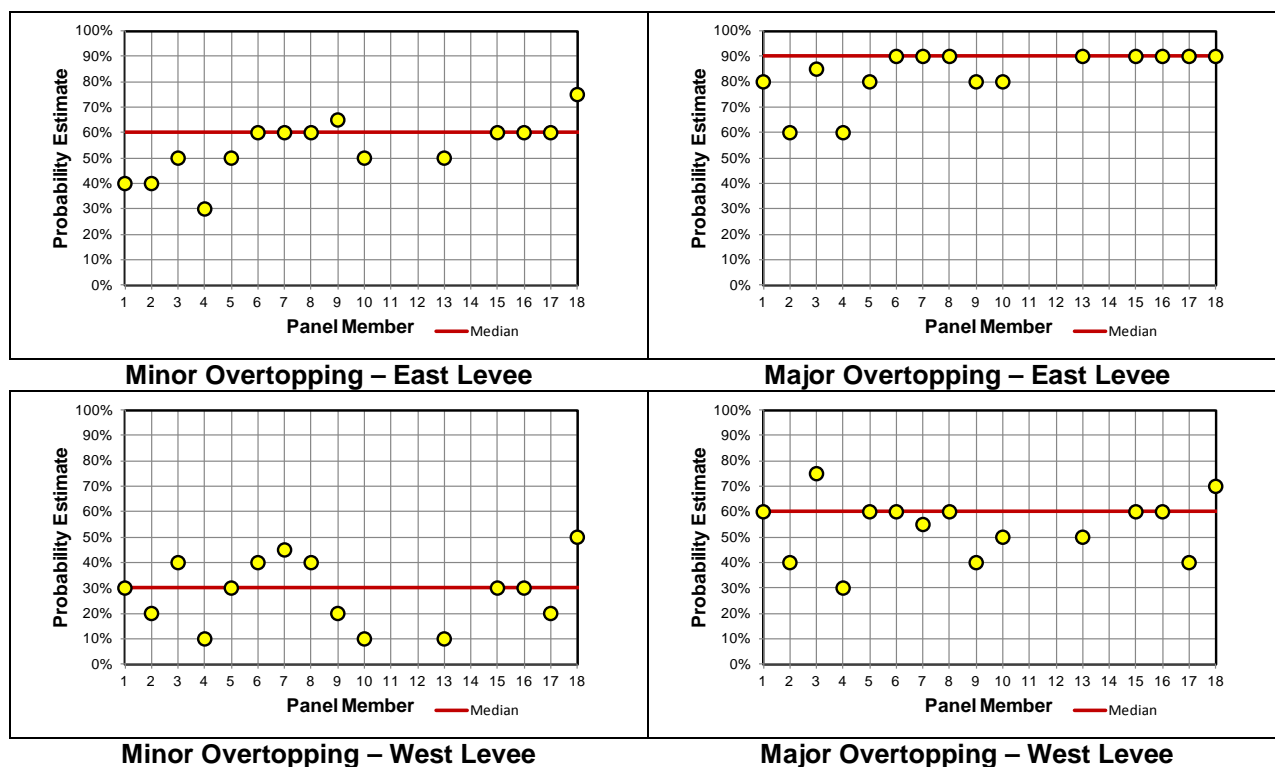 100%
90%
80%
70%
60%
50%
40%
30%
20%
10%
0%
Probability Estimate
1 2 3 4 5 6 7 8 9 10 11 12 13 14 15 16 17 18
Panel Member
Median
100%
90%
80%
70%
60%
50%
40%
30%
20%
10%
0%
Probability Estimate
1 2 3 4 5 6 7 8 9 10 11 12 13 14 15 16 17 18
Panel Member
Median
Minor Overtopping – East Levee
Major Overtopping – East Levee
100%
90%
80%
70%
60%
50%
40%
30%
20%
10%
0%
Probability Estimate
1 2 3 4 5 6 7 8 9 10 11 12 13 14 15 16 17 18
Panel Member
Median
100%
90%
80%
70%
60%
50%
40%
30%
20%
10%
0%
Probability Estimate
1 2 3 4 5 6 7 8 9 10 11 12 13 14 15 16 17 18
Panel Member
Median
Minor Overtopping – West Levee
Major Overtopping – West Levee